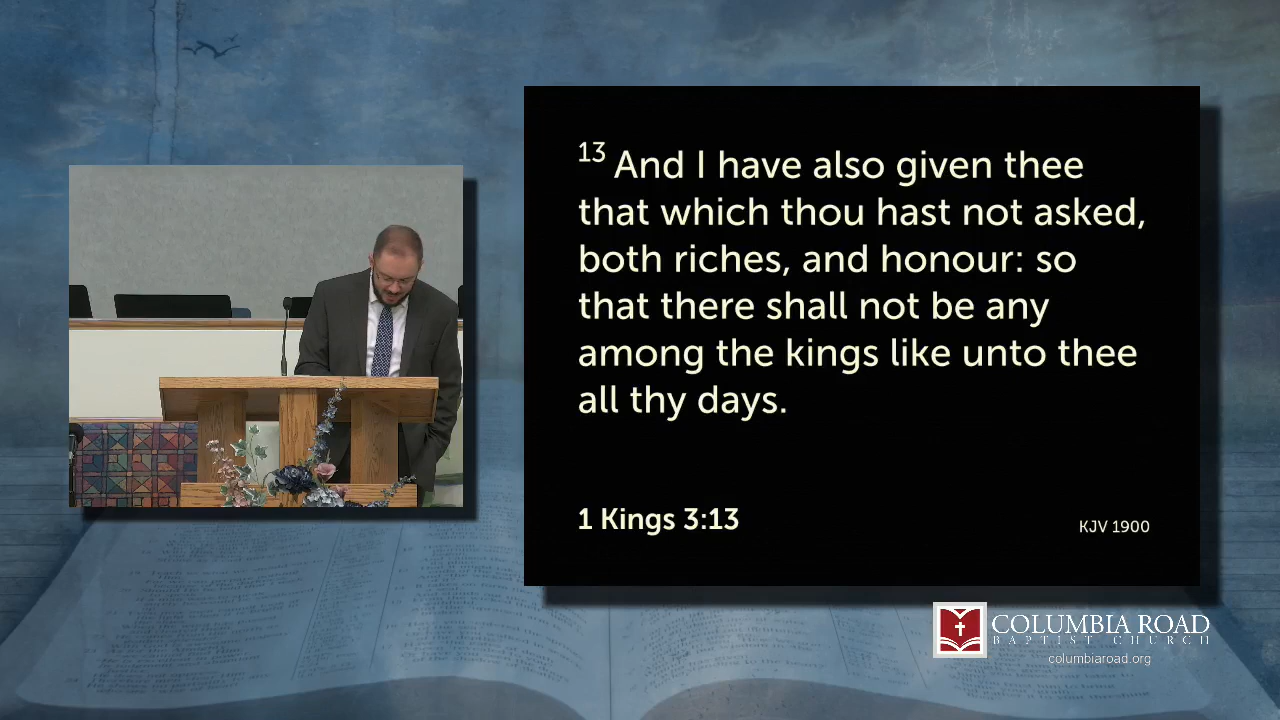 13 And I have also given thee
that which thou hast not asked,
both riches, and honour: so
that there shall not be any
among the kings like unto thee
all thy days.
1 Kings 3:13
KJV 1900
COLUMBIA ROAD
BAPTIST CHURCH
columbiaroad.org